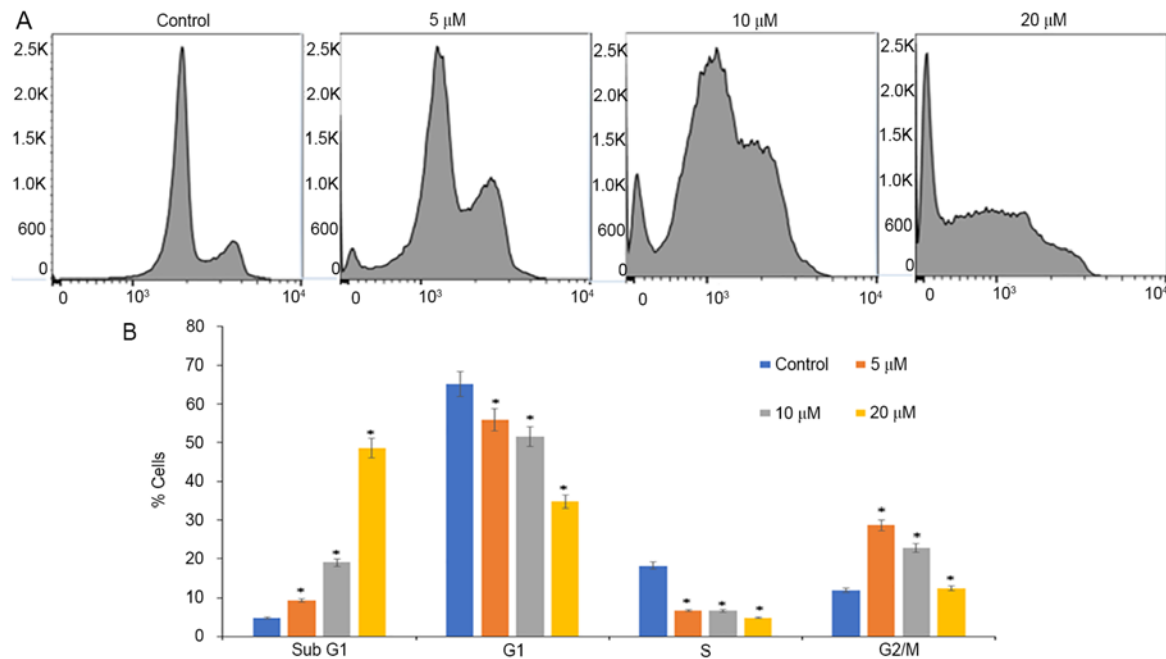 A
Control
5 μM
10 μM
20 μM
2.5K
2.0K
1.5K
1.0K
600
0
0
10³
10⁴
2.5K
2.0K
1.5K
1.0K
600
0
0
10³
10⁴
2.5K
2.0K
1.5K
1.0K
600
0
0
10³
10⁴
2.5K
2.0K
1.5K
1.0K
600
0
0
10³
10⁴
B
80
70
60
50
40
30
20
10
0
% Cells
Control
5 μM
10 μM
20 μM
* * *
* * *
* * *
* * *
Sub G1
G1
S
G2/M